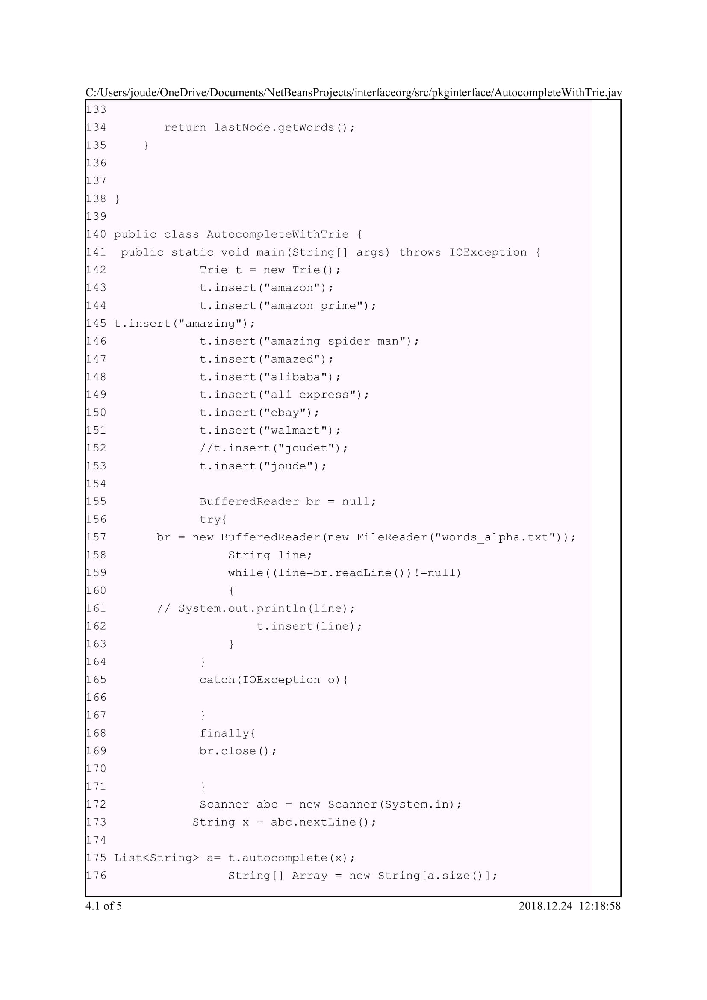 C:/Users/joude/OneDrive/Documents/NetBeansProjects/interfaceorg/src/pkginterface/AutocompleteWithTrie.jav
133
134        return lastNode.getWords();
135     }
136
137
138 }
139
140 public class AutocompleteWithTrie {
141  public static void main(String[] args) throws IOException {
142             Trie t = new Trie();
143             t.insert("amazon");
144             t.insert("amazon prime");
145 t.insert("amazing");
146             t.insert("amazing spider man");
147             t.insert("amazed");
148             t.insert("alibaba");
149             t.insert("ali express");
150             t.insert("ebay");
151             t.insert("walmart");
152             //t.insert("joudet");
153             t.insert("joude");
154
155             BufferedReader br = null;
156             try{
157       br = new BufferedReader(new FileReader("words_alpha.txt"));
158                 String line;
159                 while((line=br.readLine())!=null)
160                 {
161       // System.out.println(line);
162                     t.insert(line);
163                 }
164             }
165             catch(IOException o){
166
167             }
168             finally{
169             br.close();
170
171             }
172             Scanner abc = new Scanner(System.in);
173            String x = abc.nextLine();
174
175 List<String> a= t.autocomplete(x);
176                 String[] Array = new String[a.size()];
4.1 of 5
2018.12.24 12:18:58